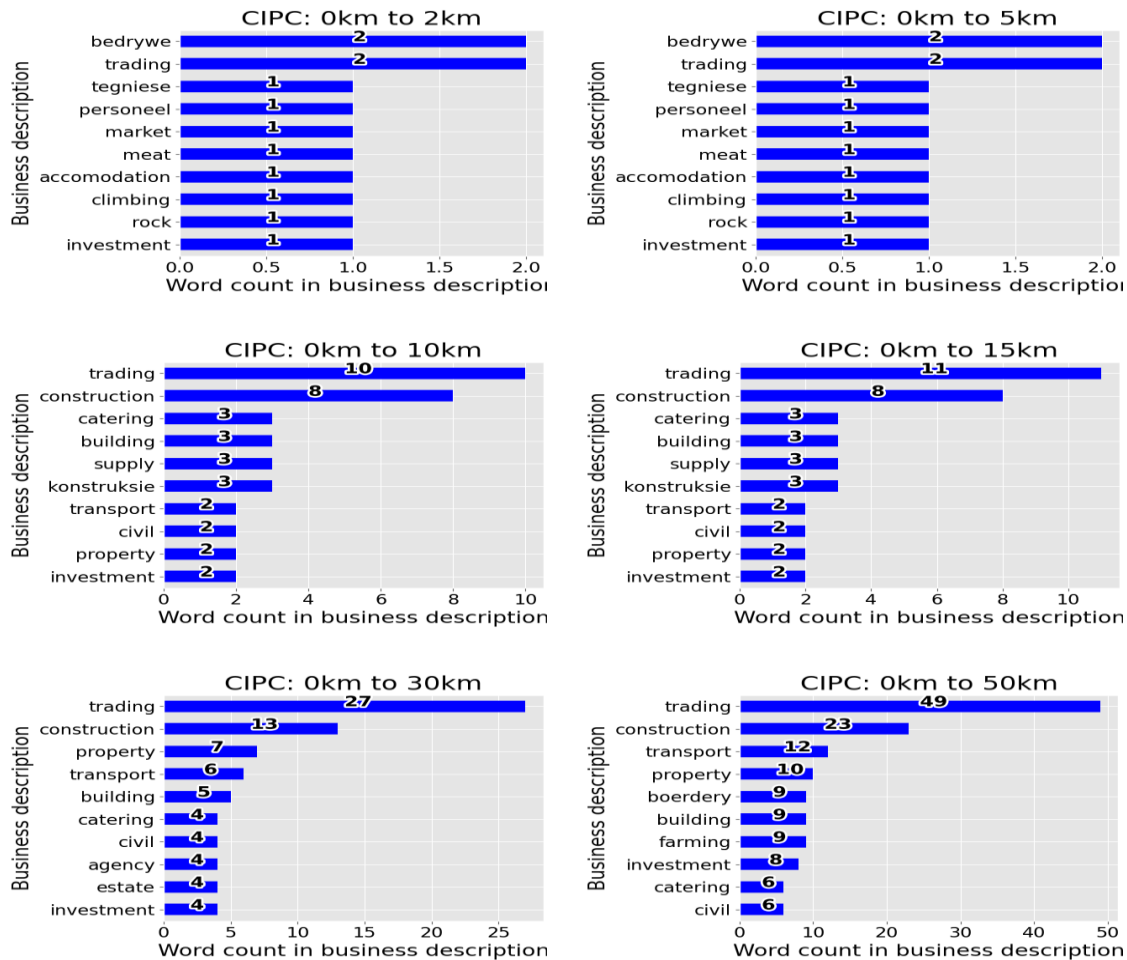 CIPC: 0km to 2km
Business description
bedrywe 2
trading 2
tegniese 1
personeel 1
market 1
meat 1
accomodation 1
climbing 1
rock 1
investment 1
0.0 0.5 1.0 1.5 2.0
Word count in business description
CIPC: 0km to 5km
Business description
bedrywe 2
trading 2
tegniese 1
personeel 1
market 1
meat 1
accomodation 1
climbing 1
rock 1
investment 1
0.0 0.5 1.0 1.5 2.0
Word count in business description
CIPC: 0km to 10km
Business description
trading 10
construction 8
catering 3
building 3
supply 3
konstruksie 3
transport 2
civil 2
property 2
investment 2
0 2 4 6 8 10
Word count in business description
CIPC: 0km to 15km
Business description
trading 11
construction 8
catering 3
building 3
supply 3
konstruksie 3
transport 2
civil 2
property 2
investment 2
0 2 4 6 8 10
Word count in business description
CIPC: 0km to 30km
Business description
trading 27
construction 13
property 7
transport 6
building 5
catering 4
civil 4
agency 4
estate 4
investment 4
0 5 10 15 20 25
Word count in business description
CIPC: 0km to 50km
Business description
trading 49
construction 23
transport 12
property 10
boerdery 9
building 9
farming 9
investment 8
catering 6
civil 6
0 10 20 30 40 50
Word count in business description